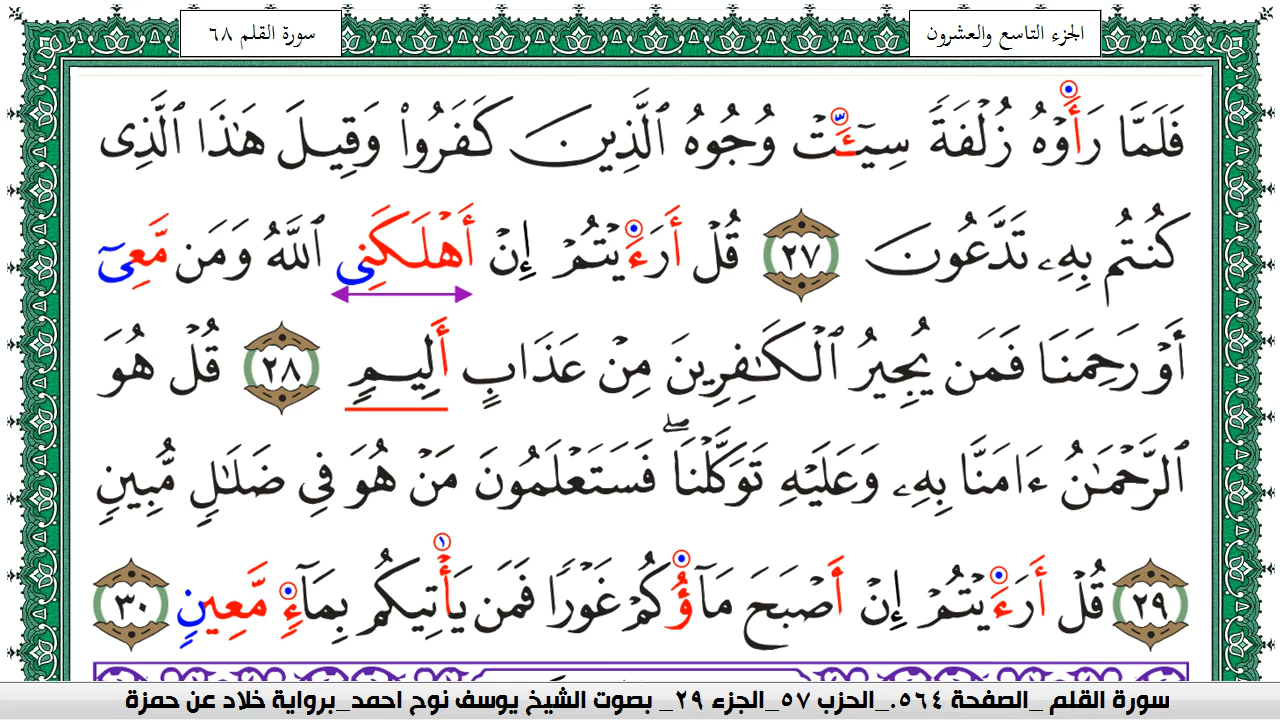 الجزء التاسع والعشرون
سورة القلم ٦٨
فَلَمَّا رَأَوْهُ زُلْفَةً سِيٓـَٔتْ وُجُوهُ ٱلَّذِينَ كَفَرُوا۟ وَقِيلَ هَـٰذَا ٱلَّذِى
كُنتُم بِهِۦ تَدَّعُونَ ٢٧ قُلْ أَرَءَيْتُمْ إِنْ أَهْلَكَنِي ٱللَّهُ وَمَن مَّعِىٓ
أَوْ رَحِمَنَا فَمَن يُجِيرُ ٱلْكَـٰفِرِينَ مِنْ عَذَابٍ أَلِيمٍ ٢٨ قُلْ هُوَ
ٱلرَّحْمَـٰنُ ءَامَنَّا بِهِۦ وَعَلَيْهِ تَوَكَّلْنَا ۖ فَسَتَعْلَمُونَ مَنْ هُوَ فِى ضَلَـٰلٍ مُّبِينٍ
٢٩ قُلْ أَرَءَيْتُمْ إِنْ أَصْبَحَ مَآؤُكُمْ غَوْرًا فَمَن يَأْتِيكُم بِمَآءٍ مَّعِينٍ ٣٠
سورة القلم _الصفحة ٥٦٤._الحزب ٥٧_الجزء ٢٩_ بصوت الشيخ يوسف نوح احمد_برواية خلاد عن حمزة